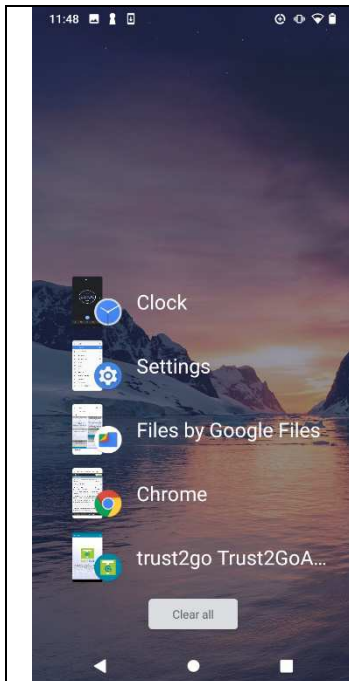 11:48
Clock
Settings
Files by Google Files
Chrome
trust2go Trust2GoA...
Clear all